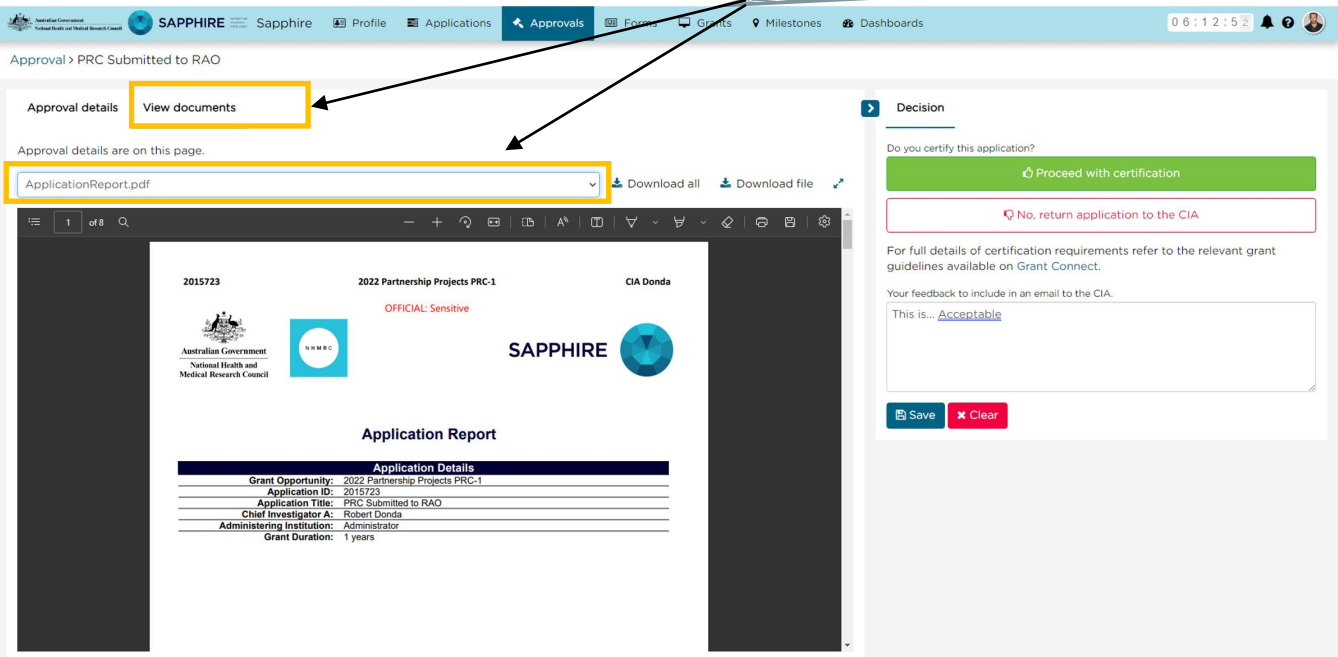 Australian Government
National Health and Medical Research Council
SAPPHIRE
Sapphire
Profile
Applications
Approvals
Forms
Grants
Milestones
Dashboards
06:12:52
Approval > PRC Submitted to RAO
Approval details
View documents
Approval details are on this page.
ApplicationReport.pdf
Download all
Download file
1 of 8
2015723
2022 Partnership Projects PRC-1
CIA Donda
OFFICIAL: Sensitive
Australian Government
National Health and
Medical Research Council
NHMRC
SAPPHIRE
Application Report
Application Details
Grant Opportunity: 2022 Partnership Projects PRC-1
Application ID: 2015723
Application Title: PRC Submitted to RAO
Chief Investigator A: Robert Donda
Administering Institution: Administrator
Grant Duration: 1 years
Decision
Do you certify this application?
Proceed with certification
No, return application to the CIA
For full details of certification requirements refer to the relevant grant
guidelines available on Grant Connect.
Your feedback to include in an email to the CIA.
This is... Acceptable
Save
Clear